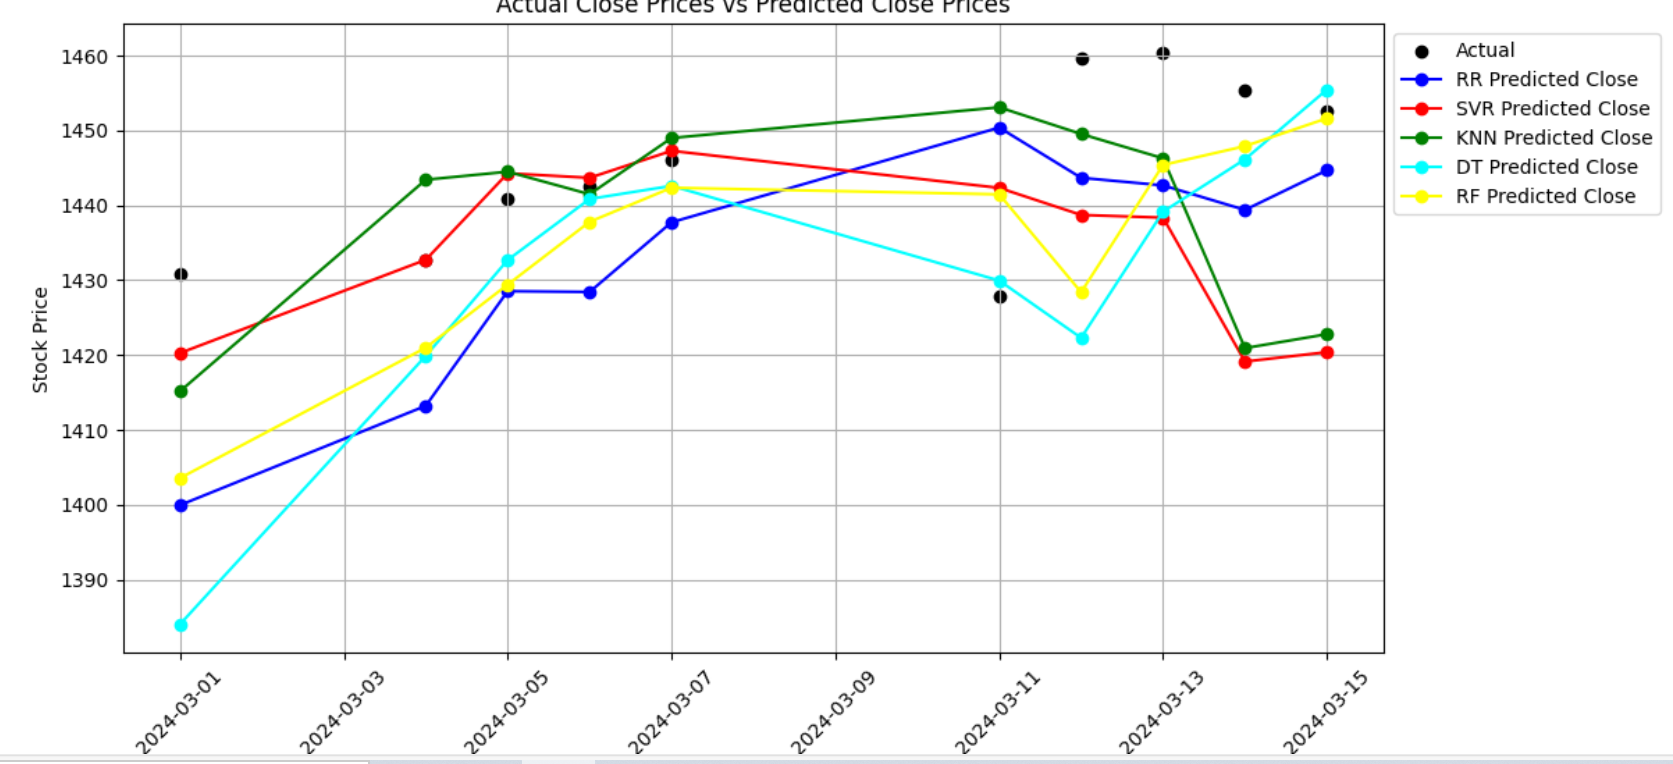 Actual Close Prices vs Predicted Close Prices
1460
1450
1440
1430
1420
1410
1400
1390
Stock Price
2024-03-01
2024-03-03
2024-03-05
2024-03-07
2024-03-09
2024-03-11
2024-03-13
2024-03-15
Actual
RR Predicted Close
SVR Predicted Close
KNN Predicted Close
DT Predicted Close
RF Predicted Close